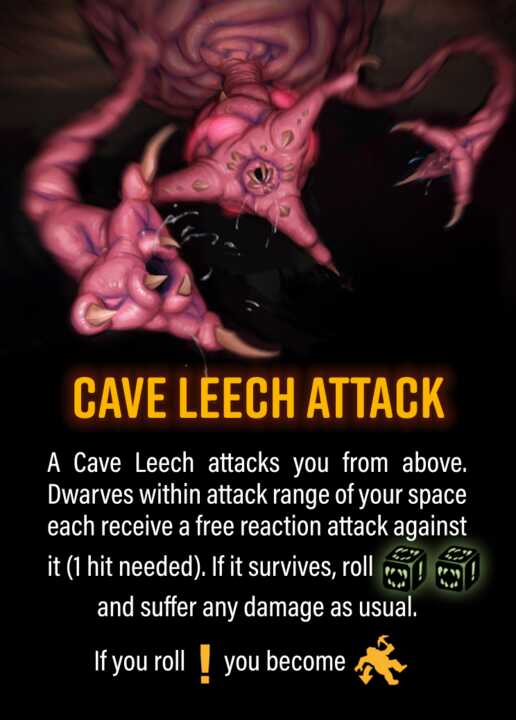 CAVE LEECH ATTACK
A Cave Leech attacks you from above.
Dwarves within attack range of your space
each receive a free reaction attack against
it (1 hit needed). If it survives, roll
and suffer any damage as usual.
If you roll ! you become